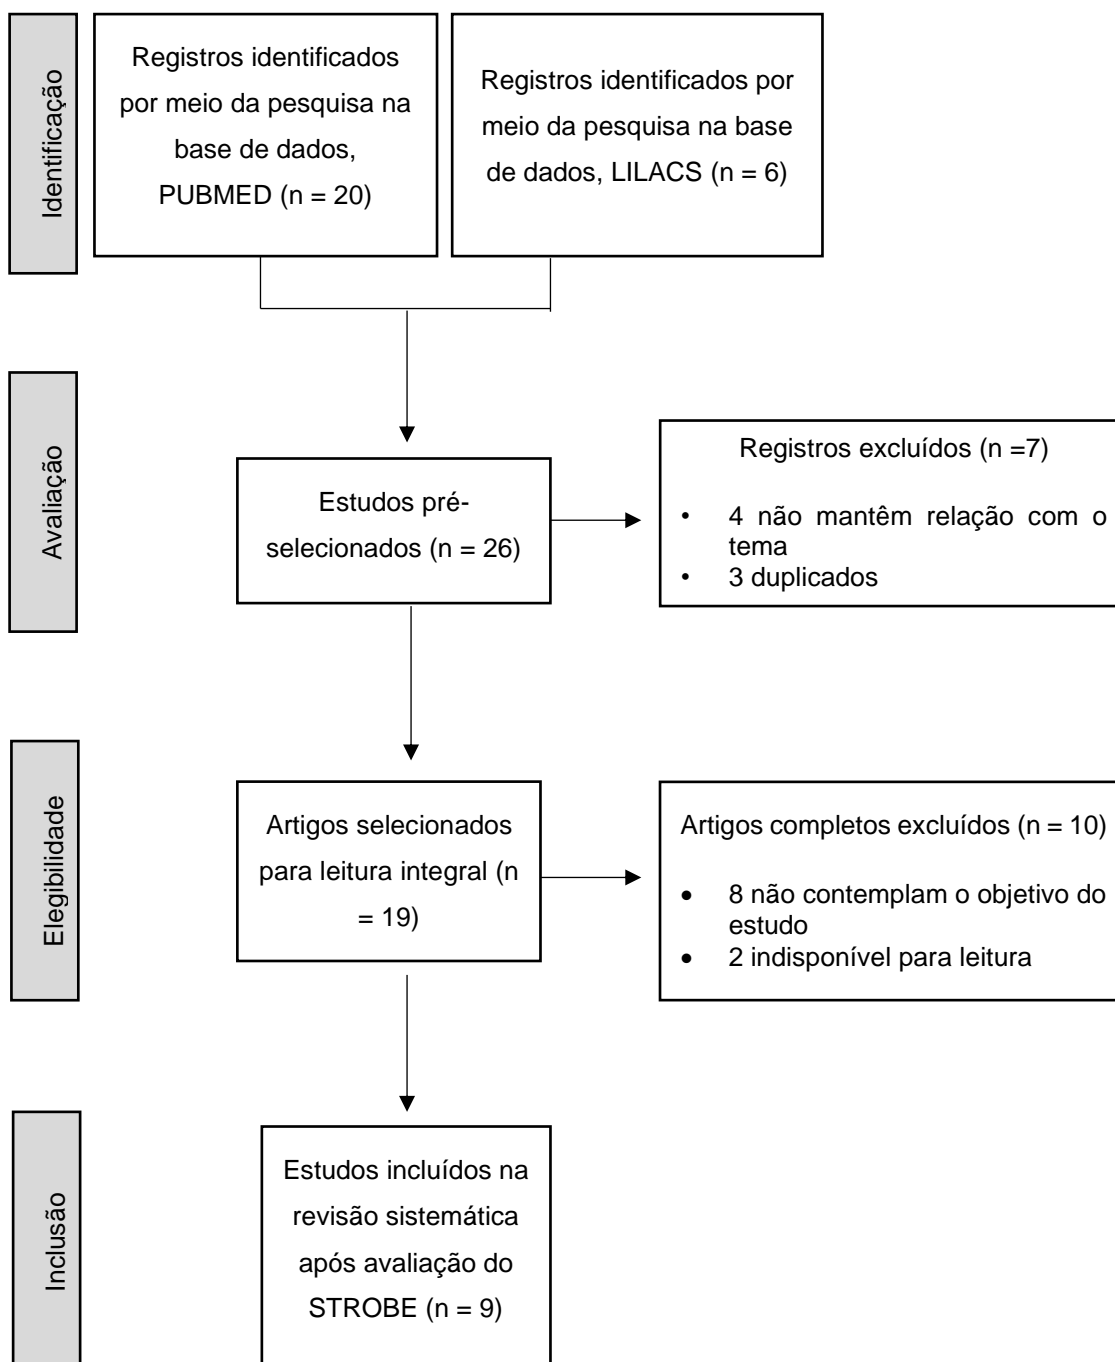 Identificação
Registros identificados
por meio da pesquisa na
base de dados,
PUBMED (n = 20)
Registros identificados por
meio da pesquisa na base
de dados, LILACS (n = 6)
Avaliação
Estudos pré-
selecionados (n = 26)
Registros excluídos (n =7)
• 4 não mantêm relação com o
tema
• 3 duplicados
Elegibilidade
Artigos selecionados
para leitura integral (n
= 19)
Artigos completos excluídos (n = 10)
• 8 não contemplam o objetivo do
estudo
• 2 indisponível para leitura
Inclusão
Estudos incluídos na
revisão sistemática
após avaliação do
STROBE (n = 9)